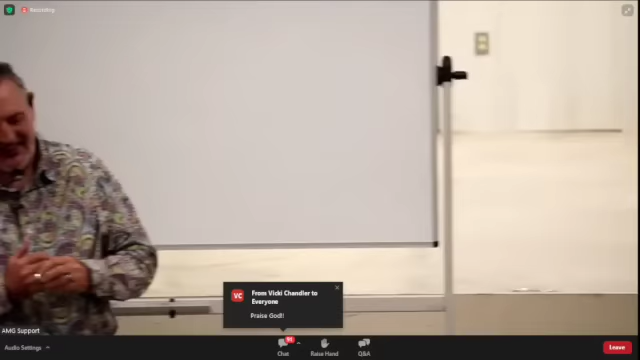 Recording
VC
From Vicki Chandler to
Everyone
Praise God!!
AMG Support
Audio Settings
Chat
Raise Hand
Q&A
Leave